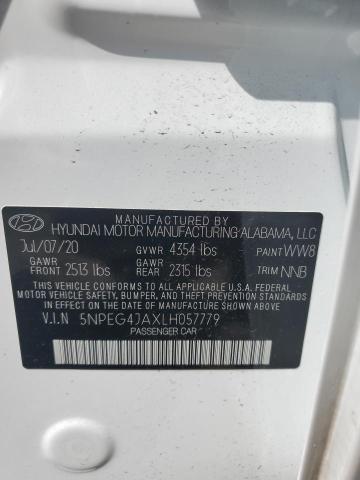 MANUFACTURED BY
HYUNDAI MOTOR MANUFACTURING ALABAMA, LLC
Jul/07/20 GVWR 4354 lbs PAINT WW8
GAWR FRONT 2513 lbs GAWR REAR 2315 lbs TRIM NNB
THIS VEHICLE CONFORMS TO ALL APPLICABLE U.S.A. FEDERAL
MOTOR VEHICLE SAFETY, BUMPER, AND THEFT PREVENTION
STANDARDS IN EFFECT ON THE DATE OF MANUFACTURE SHOWN ABOVE
V.I.N 5NPEG4JAXLH057779
PASSENGER CAR